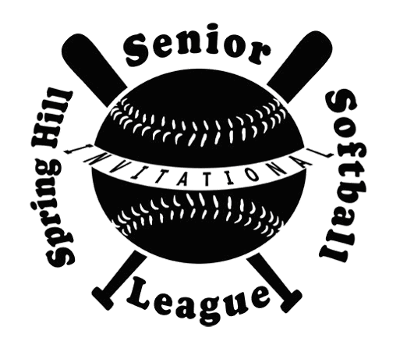 Senior
Spring Hill
INVITATIONAL
Softball
League